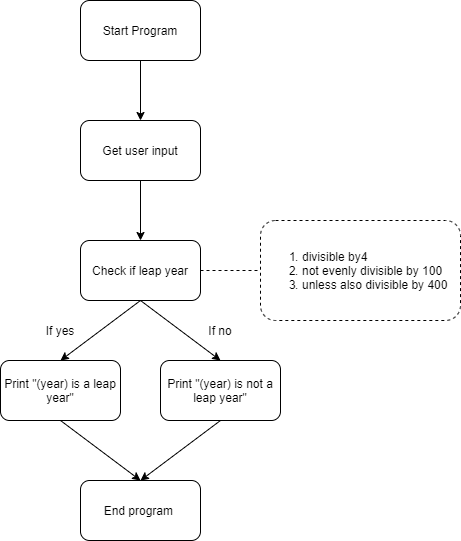 Start Program
Get user input
Check if leap year
1. divisible by4
2. not evenly divisible by 100
3. unless also divisible by 400
If yes
If no
Print "(year) is a leap
year"
Print "(year) is not a
leap year"
End program